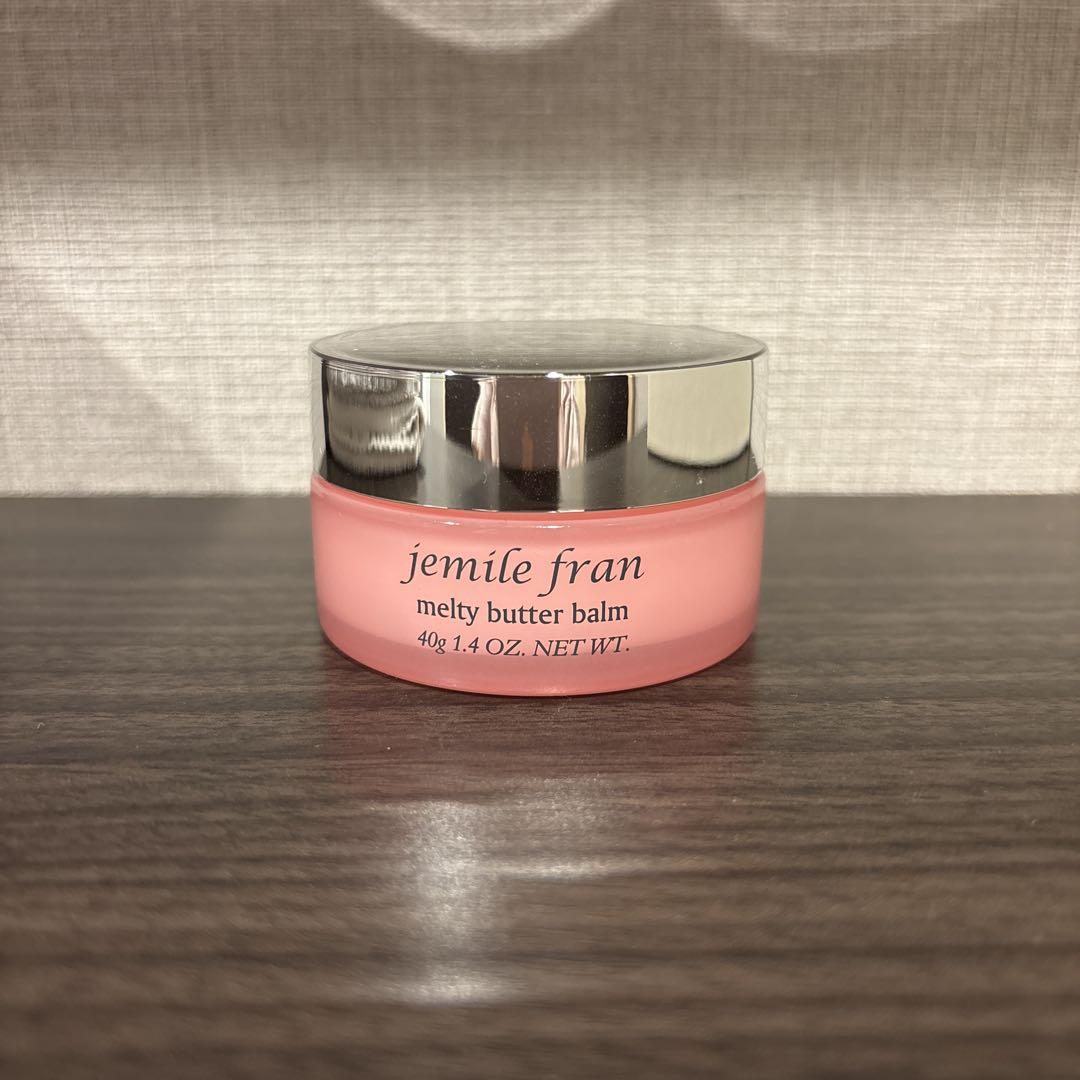 jemile fran
melty butter balm
40g 1.4 OZ. NET WT.